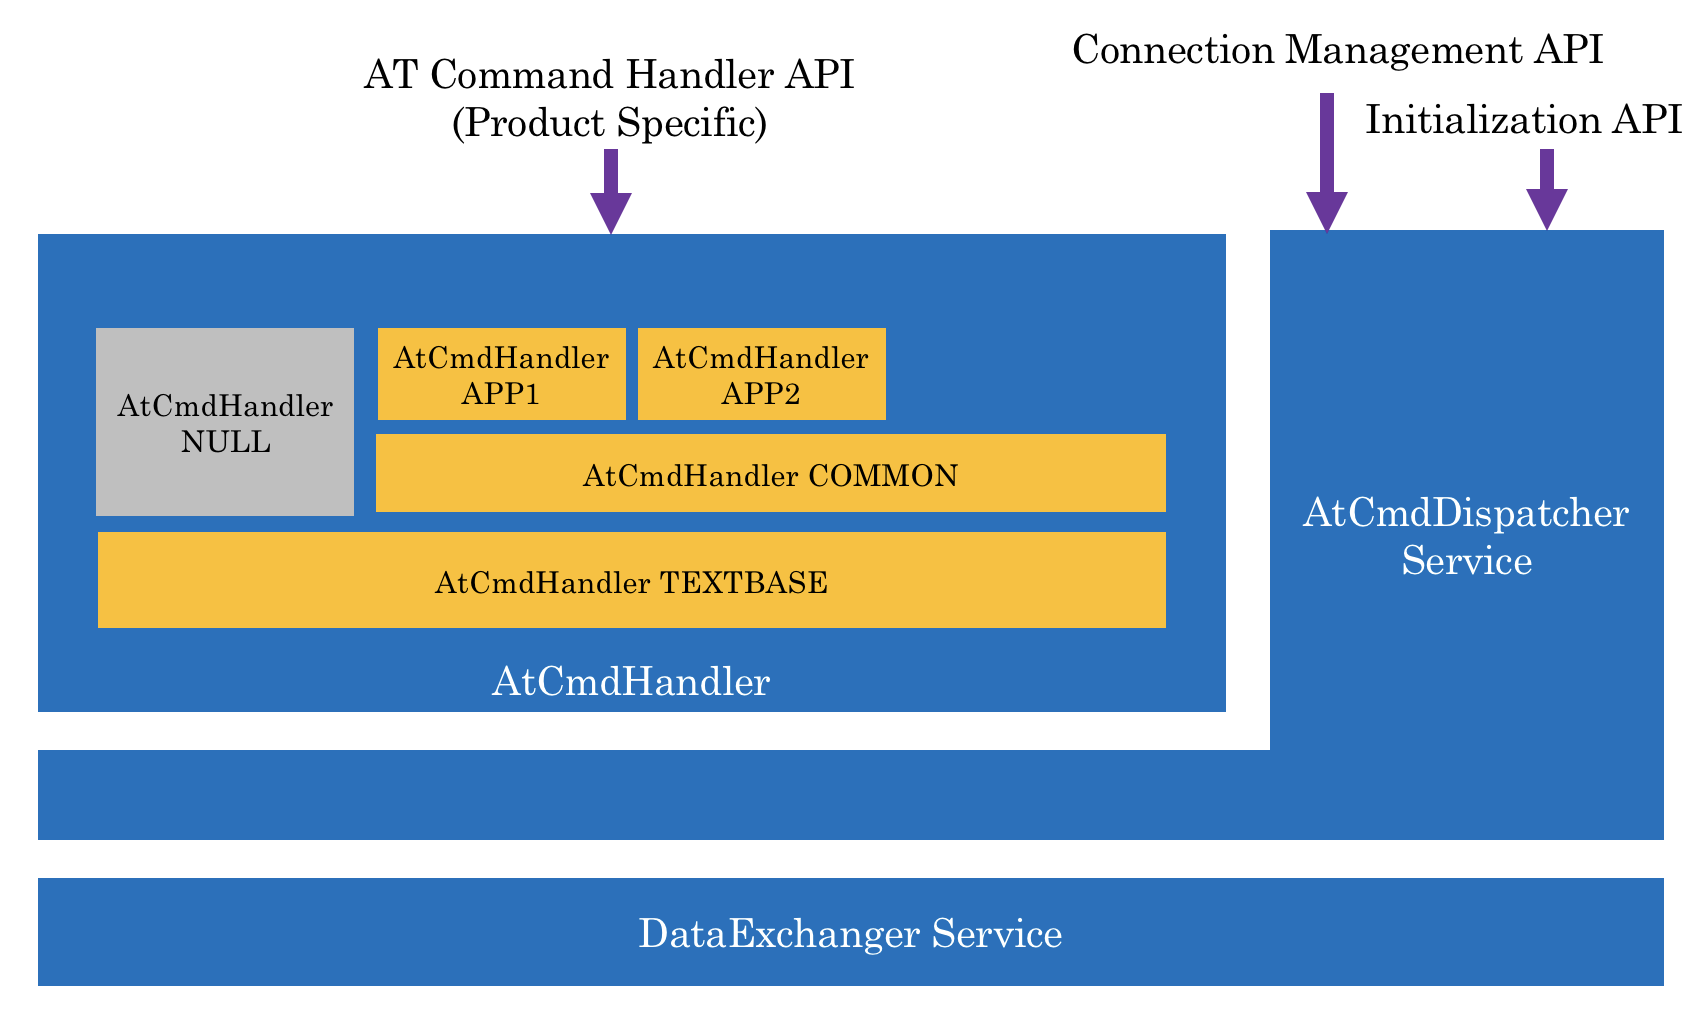 Connection Management API
AT Command Handler API
(Product Specific)
Initialization API
AtCmdHandler
NULL
AtCmdHandler
APP1
AtCmdHandler
APP2
AtCmdHandler COMMON
AtCmdHandler TEXTBASE
AtCmdHandler
AtCmdDispatcher
Service
DataExchanger Service